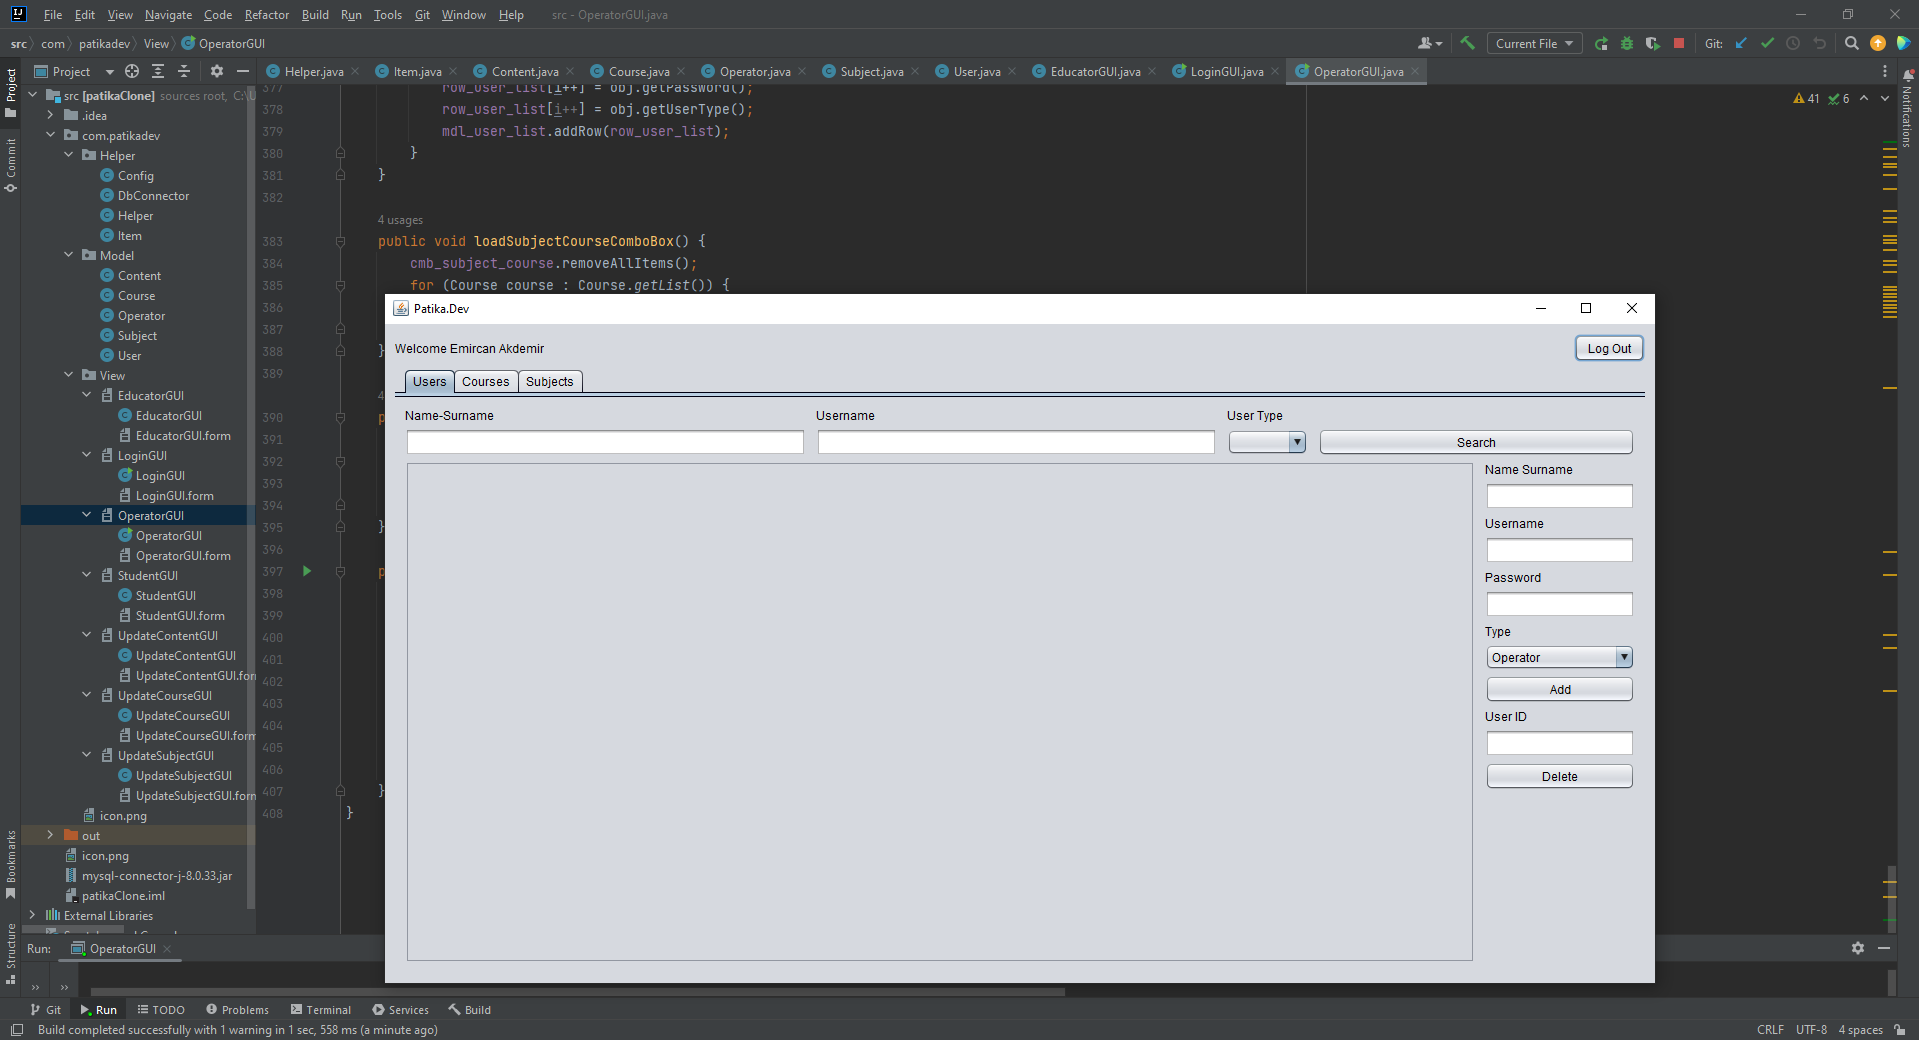 File Edit View Navigate Code Refactor Build Run Tools Git Window Help src - OperatorGUI.java
src com patikadev View OperatorGUI Current File Git:
Project Helper.java Item.java Content.java Course.java Operator.java Subject.java User.java EducatorGUI.java LoginGUI.java OperatorGUI.java
Project
Commit
Bookmarks
Structure
Notifications
src [patikaClone] sources root, C:\U
.idea
com.patikadev
Helper
Config
DbConnector
Helper
Item
Model
Content
Course
Operator
Subject
User
View
EducatorGUI
EducatorGUI
EducatorGUI.form
LoginGUI
LoginGUI
LoginGUI.form
OperatorGUI
OperatorGUI
OperatorGUI.form
StudentGUI
StudentGUI
StudentGUI.form
UpdateContentGUI
UpdateContentGUI
UpdateContentGUI.form
UpdateCourseGUI
UpdateCourseGUI
UpdateCourseGUI.form
UpdateSubjectGUI
UpdateSubjectGUI
UpdateSubjectGUI.form
icon.png
out
icon.png
mysql-connector-j-8.0.33.jar
patikaClone.iml
External Libraries
41 6
377 row_user_list[i++] = obj.getPassword();
378 row_user_list[i++] = obj.getUserType();
379 mdl_user_list.addRow(row_user_list);
380 }
381 }
382
4 usages
383 public void loadSubjectCourseComboBox() {
384 cmb_subject_course.removeAllItems();
385 for (Course course : Course.getList()) {
386
387
388 }
389
4
390 p
391
392
393
394
395 }
396
397 p
398
399
400
401
402
403
404
405
406
407 }
408 }
Patika.Dev
Welcome Emircan Akdemir Log Out
Users Courses Subjects
Name-Surname Username User Type
Search
Name Surname
Username
Password
Type
Operator
Add
User ID
Delete
Run: OperatorGUI
Git Run TODO Problems Terminal Services Build
Build completed successfully with 1 warning in 1 sec, 558 ms (a minute ago) CRLF UTF-8 4 spaces